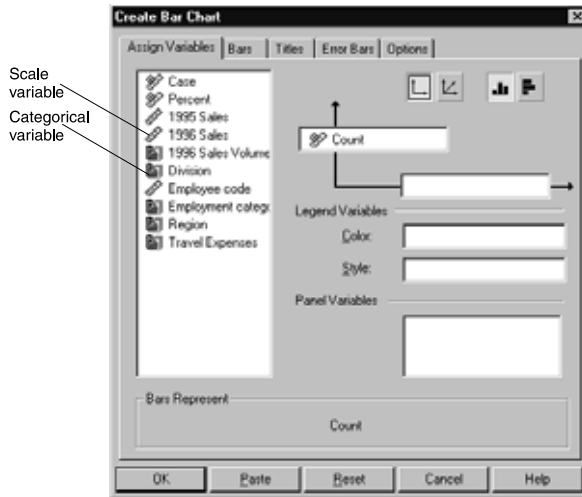 Create Bar Chart
Assign Variables
Bars
Titles
Error Bars
Options
Scale
variable
Categorical
variable
Case
Percent
1995 Sales
1996 Sales
1996 Sales Volume
Division
Employee code
Employment catego
Region
Travel Expenses
Count
Legend Variables
Color:
Style:
Panel Variables
Bars Represent
Count
OK
Paste
Reset
Cancel
Help